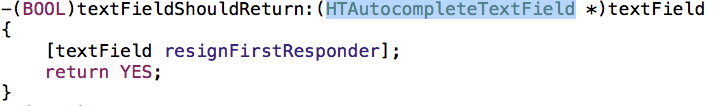 -(BOOL)textFieldShouldReturn:(HTAutocompleteTextField *)textField
{
    [textField resignFirstResponder];
    return YES;
}